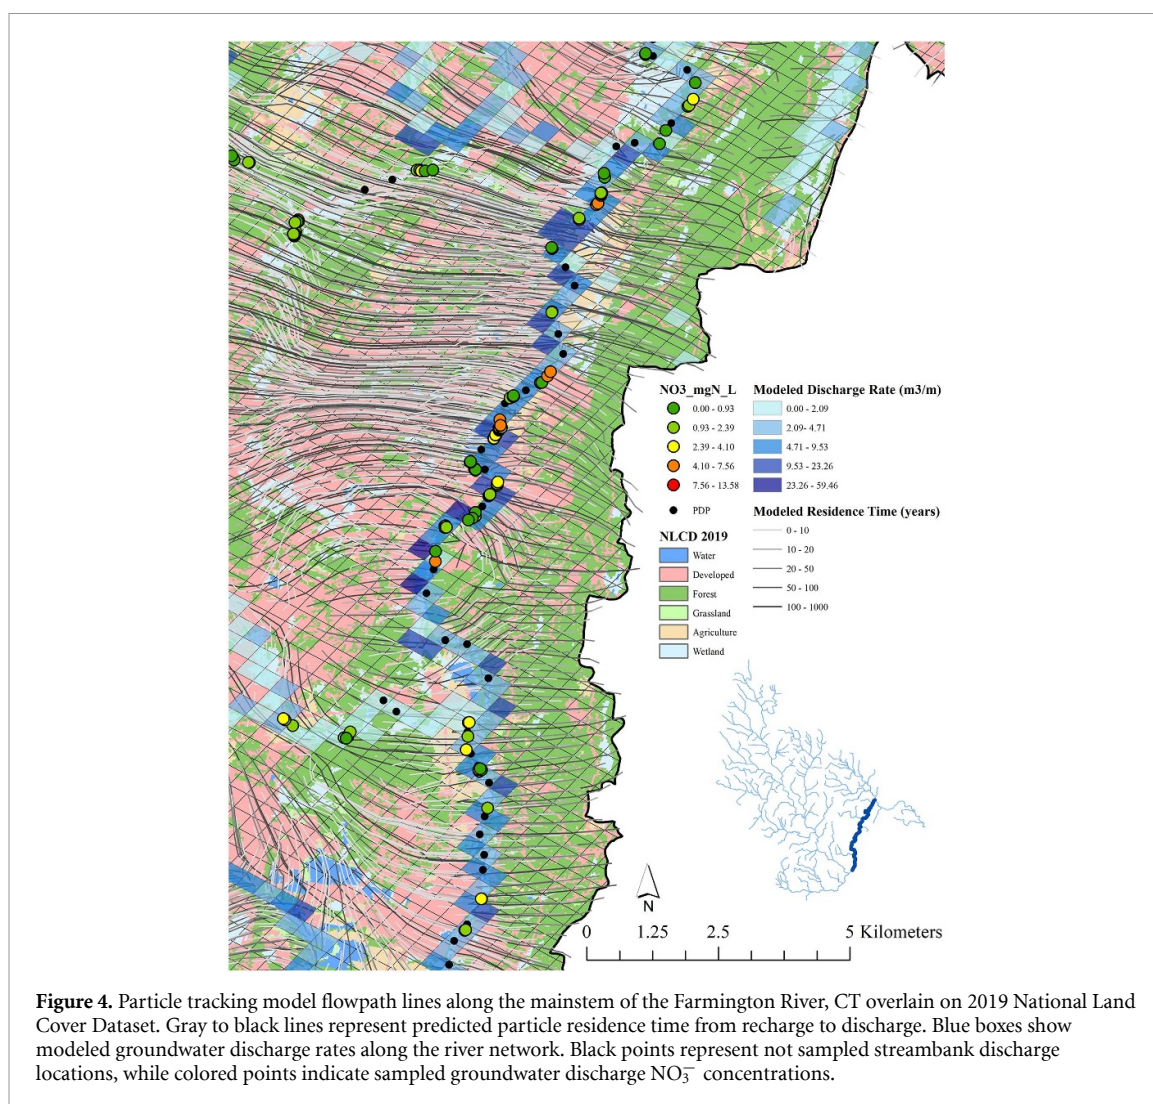 NO3_mgN_L
0.00 - 0.93
0.93 - 2.39
2.39 - 4.10
4.10 - 7.56
7.56 - 13.58
PDP
NLCD 2019
Water
Developed
Forest
Grassland
Agriculture
Wetland
Modeled Discharge Rate (m3/m)
0.00 - 2.09
2.09- 4.71
4.71 - 9.53
9.53 - 23.26
23.26 - 59.46
Modeled Residence Time (years)
0 - 10
10 - 20
20 - 50
50 - 100
100 - 1000
N
0 1.25 2.5 5 Kilometers
Figure 4. Particle tracking model flowpath lines along the mainstem of the Farmington River, CT overlain on 2019 National Land
Cover Dataset. Gray to black lines represent predicted particle residence time from recharge to discharge. Blue boxes show
modeled groundwater discharge rates along the river network. Black points represent not sampled streambank discharge
locations, while colored points indicate sampled groundwater discharge NO₃⁻ concentrations.